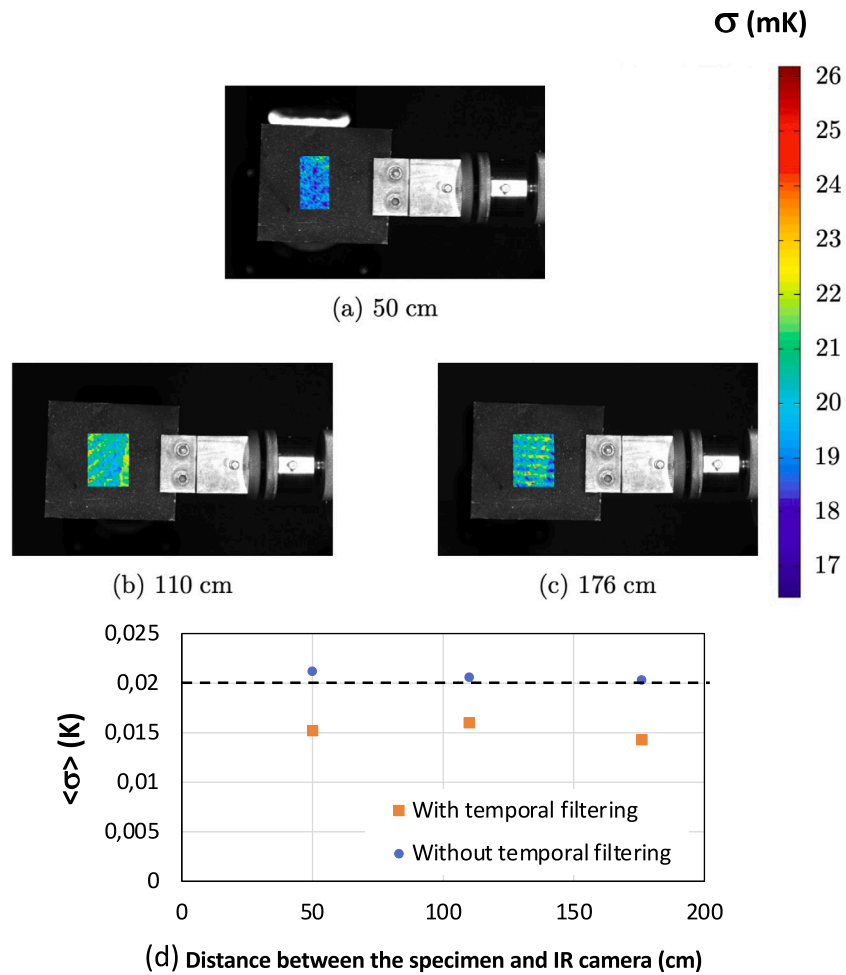 σ (mK)
26
25
24
23
22
21
20
19
18
17
(a) 50 cm
(b) 110 cm
(c) 176 cm
0,025
0,02
0,015
0,01
0,005
0
<σ> (K)
With temporal filtering
Without temporal filtering
0 50 100 150 200
(d) Distance between the specimen and IR camera (cm)